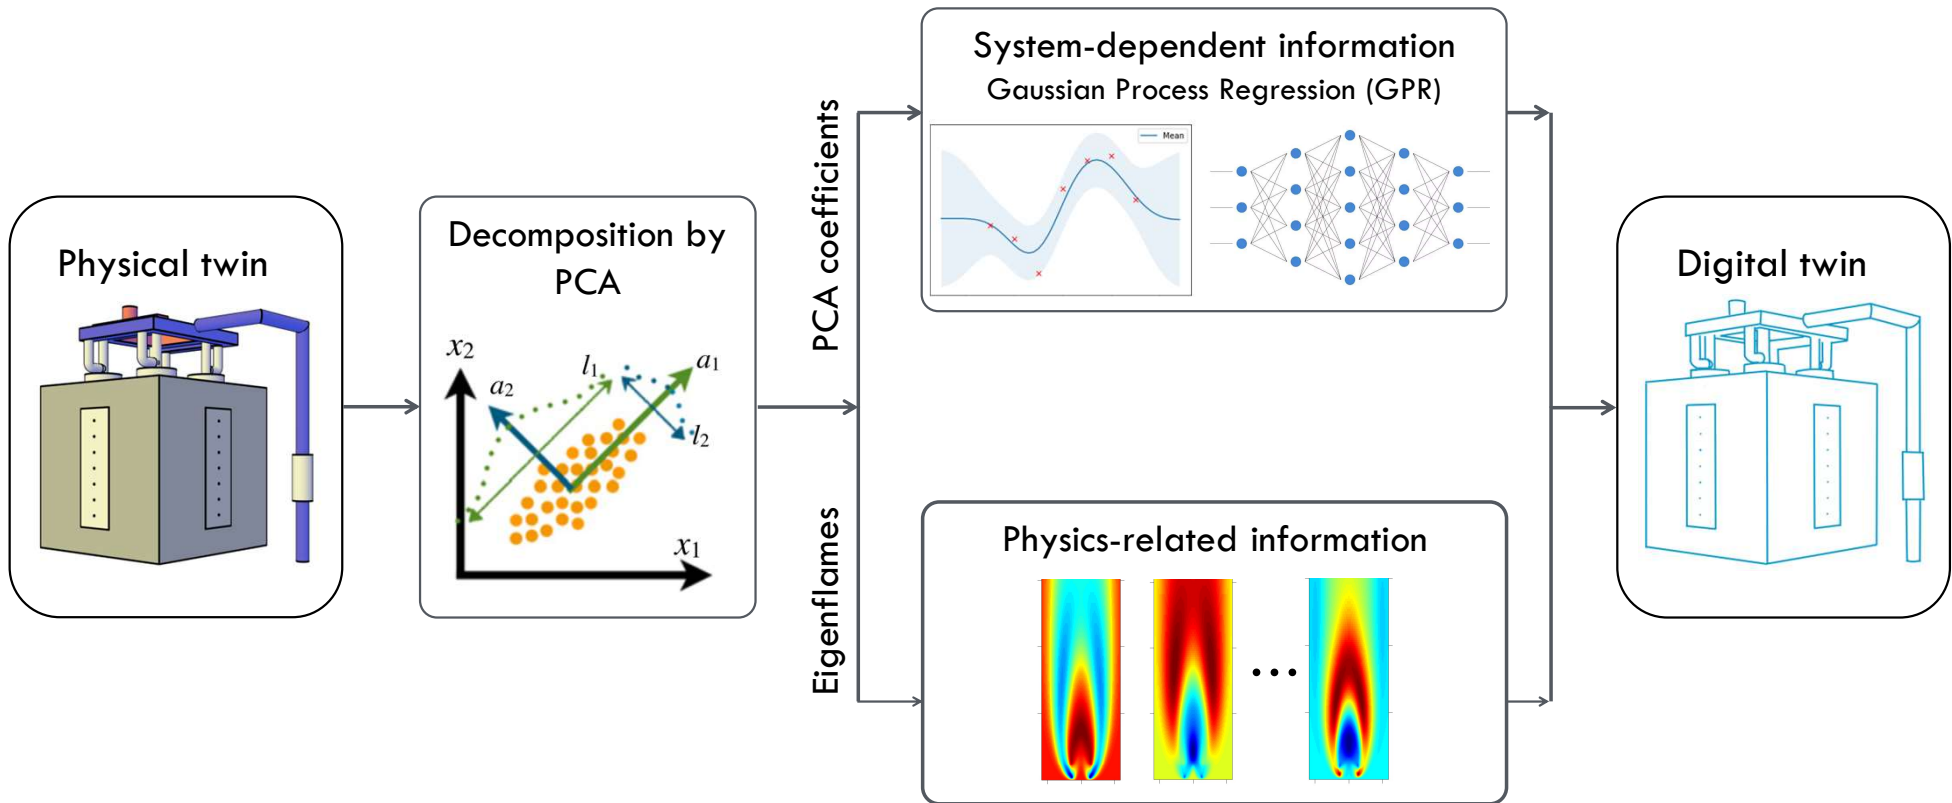 Physical twin
Decomposition by
PCA
x2
a2
l1
a1
l2
x1
PCA coefficients
Eigenflames
System-dependent information
Gaussian Process Regression (GPR)
Mean
Physics-related information
...
Digital twin